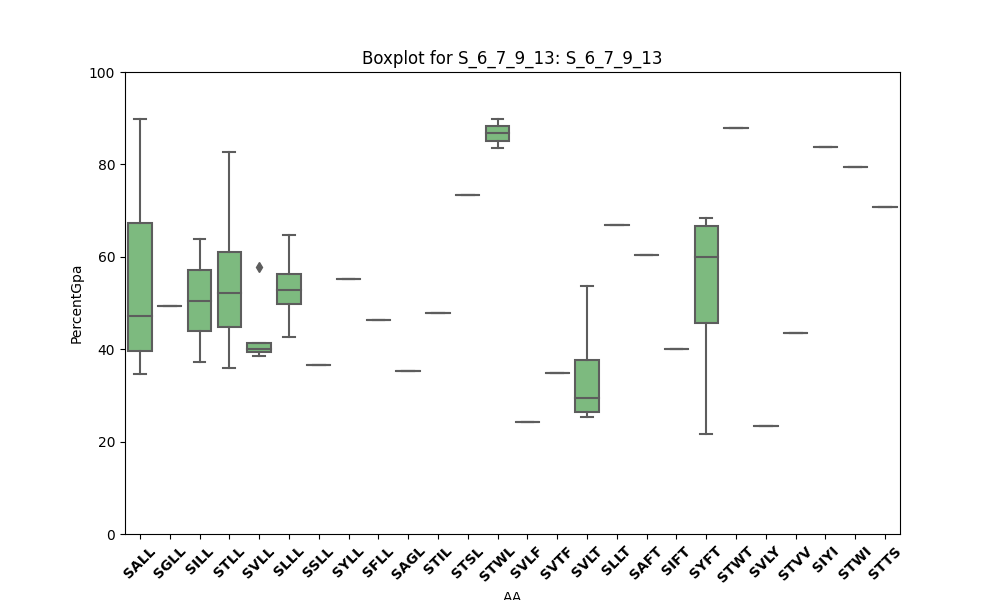 Boxplot for S_6_7_9_13: S_6_7_9_13
100
80
60
40
20
0
PercentGpa
SALL SGLL SILL STLL SVLL SLLL SSLL SYLL SFLL SAGL STIL STSL STWL SVLF SVTF SVLT SLLT SAFT SIFT SYFT STWT SVLY STVV SIYI STWI STTS
AA